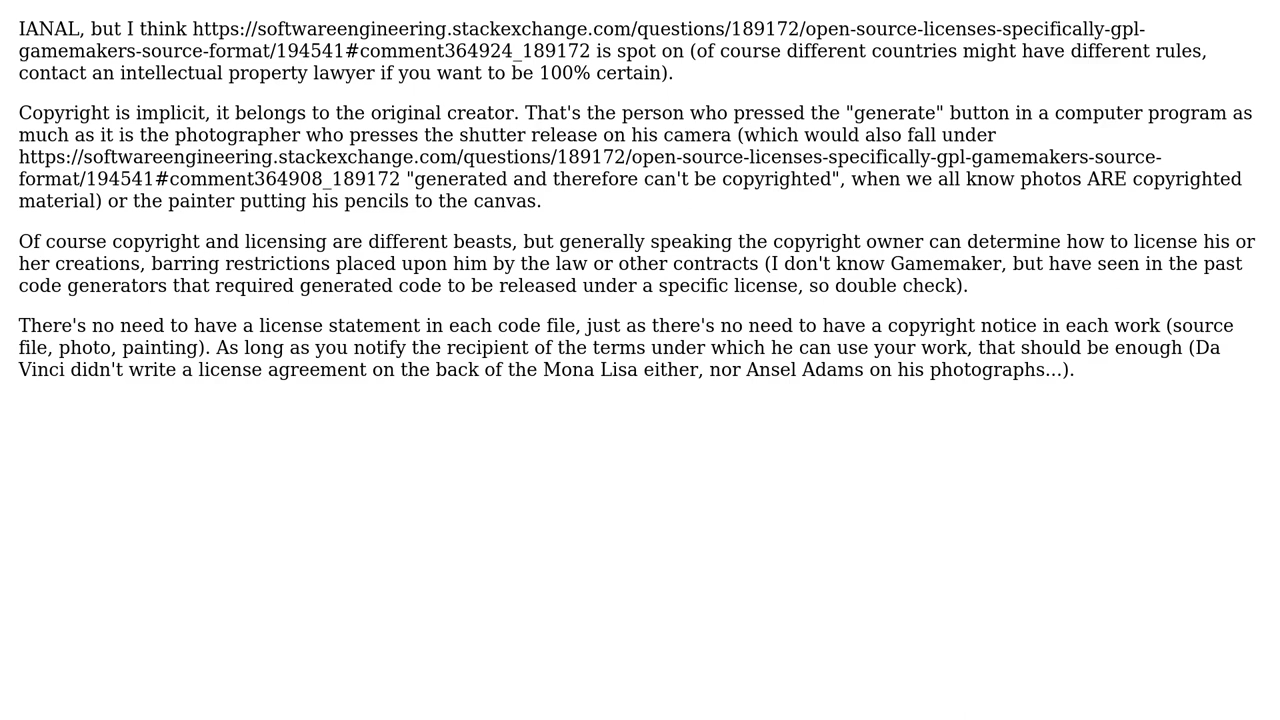 IANAL, but I think https://softwareengineering.stackexchange.com/questions/189172/open-source-licenses-specifically-gpl-
gamemakers-source-format/194541#comment364924_189172 is spot on (of course different countries might have different rules,
contact an intellectual property lawyer if you want to be 100% certain).
Copyright is implicit, it belongs to the original creator. That's the person who pressed the "generate" button in a computer program as
much as it is the photographer who presses the shutter release on his camera (which would also fall under
https://softwareengineering.stackexchange.com/questions/189172/open-source-licenses-specifically-gpl-gamemakers-source-
format/194541#comment364908_189172 "generated and therefore can't be copyrighted", when we all know photos ARE copyrighted
material) or the painter putting his pencils to the canvas.
Of course copyright and licensing are different beasts, but generally speaking the copyright owner can determine how to license his or
her creations, barring restrictions placed upon him by the law or other contracts (I don't know Gamemaker, but have seen in the past
code generators that required generated code to be released under a specific license, so double check).
There's no need to have a license statement in each code file, just as there's no need to have a copyright notice in each work (source
file, photo, painting). As long as you notify the recipient of the terms under which he can use your work, that should be enough (Da
Vinci didn't write a license agreement on the back of the Mona Lisa either, nor Ansel Adams on his photographs...).